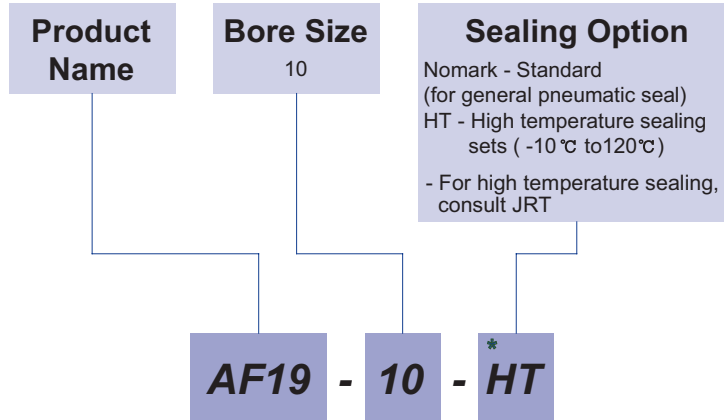 Product
Name
Bore Size
10
Sealing Option
Nomark - Standard
(for general pneumatic seal)
HT - High temperature sealing
sets ( -10℃ to120℃)
- For high temperature sealing,
consult JRT
*
AF19 - 10 - HT